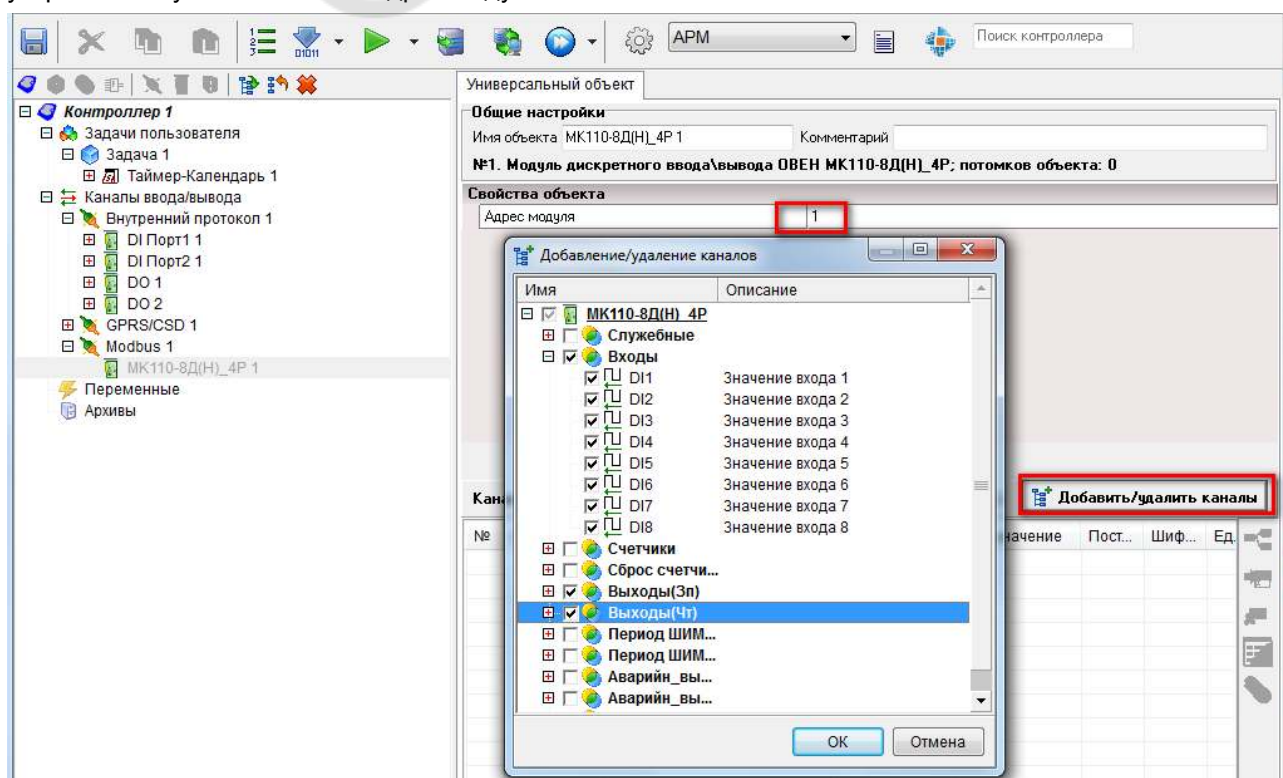 АРМ
Поиск контроллера
Контроллер 1
Задачи пользователя
Задача 1
Таймер-Календарь 1
Каналы ввода/вывода
Внутренний протокол 1
DI Порт1 1
DI Порт2 1
DO 1
DO 2
GPRS/CSD 1
Modbus 1
МК110-8Д(Н)_4Р 1
Переменные
Архивы
Универсальный объект
Общие настройки
Имя объекта МК110-8Д(Н)_4Р 1 Комментарий
№1. Модуль дискретного ввода\вывода ОВЕН МК110-8Д(Н)_4Р; потомков объекта: 0
Свойства объекта
Адрес модуля 1
Добавление/удаление каналов
Имя Описание
МК110-8Д(Н)_4Р
Служебные
Входы
DI1 Значение входа 1
DI2 Значение входа 2
DI3 Значение входа 3
DI4 Значение входа 4
DI5 Значение входа 5
DI6 Значение входа 6
DI7 Значение входа 7
DI8 Значение входа 8
Счетчики
Сброс счетчи...
Выходы(Зп)
Выходы(Чт)
Период ШИМ...
Период ШИМ...
Аварийн_вы...
Аварийн_вы...
ОК Отмена
Добавить/удалить каналы
№ Пост... Шиф... Ед.